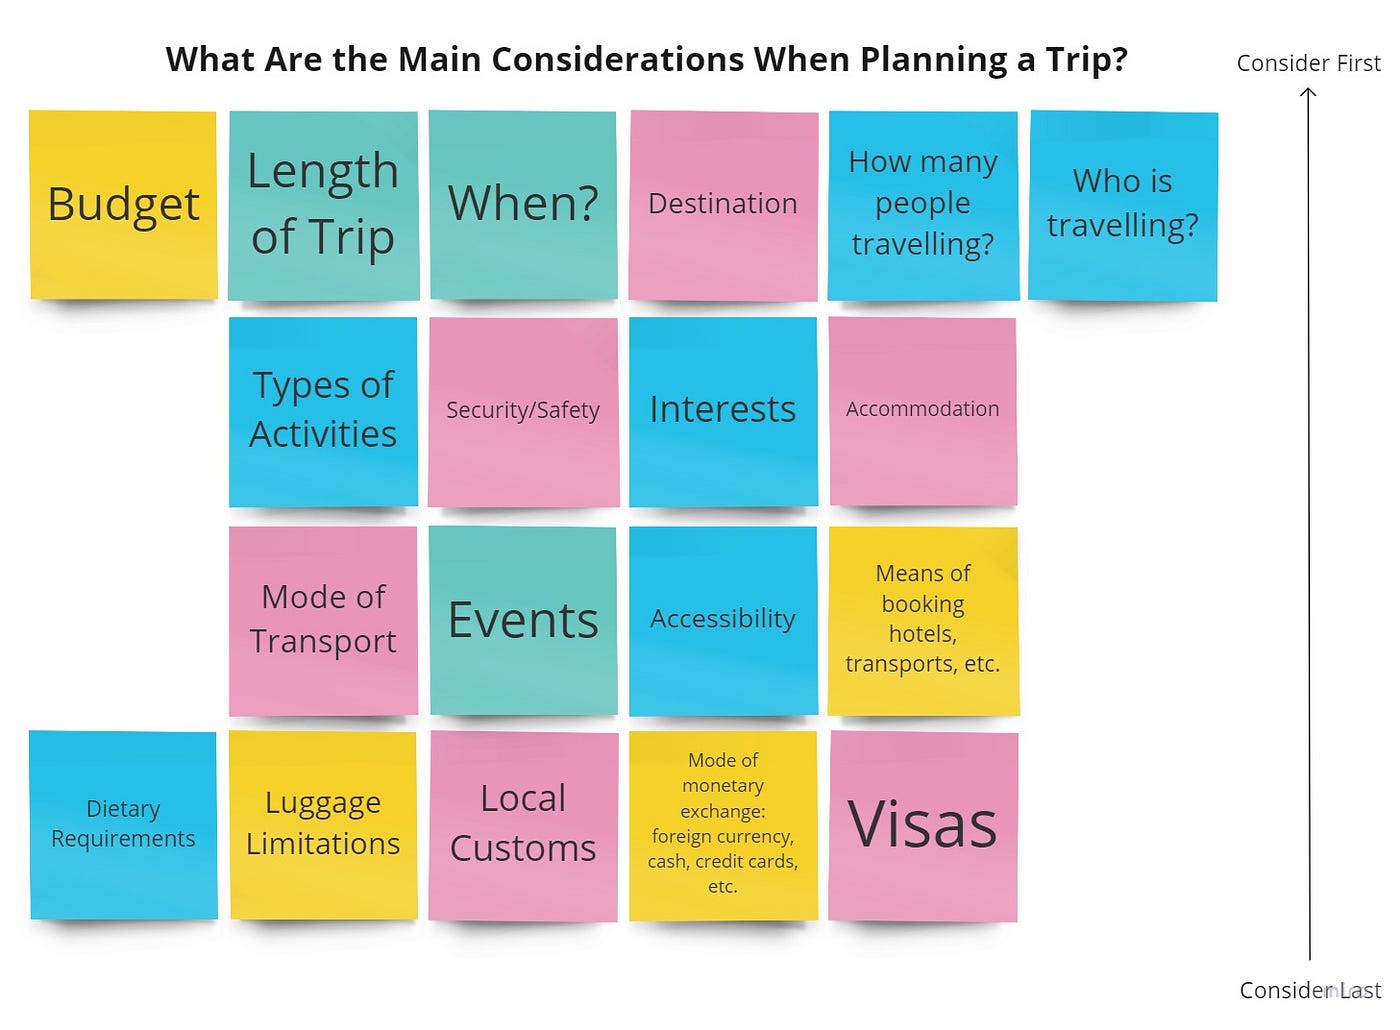 What Are the Main Considerations When Planning a Trip?
Consider First
Budget
Length
of Trip
When?
Destination
How many
people
travelling?
Who is
travelling?
Types of
Activities
Security/Safety
Interests
Accommodation
Mode of
Transport
Events
Accessibility
Means of
booking
hotels,
transports, etc.
Dietary
Requirements
Luggage
Limitations
Local
Customs
Mode of
monetary
exchange:
foreign currency,
cash, credit cards,
etc.
Visas
Consider Last